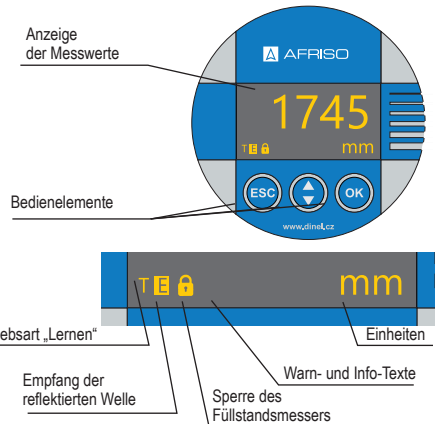 Anzeige
der Messwerte
AFRISO
1745
T E mm
Bedienelemente
ESC OK
www.dinel.cz
T E mm
ebsart „Lernen“
Einheiten
Warn- und Info-Texte
Empfang der
reflektierten Welle
Sperre des
Füllstandsmessers